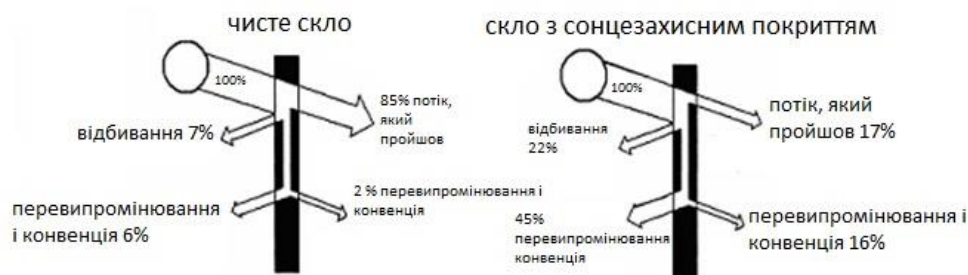 чисте скло
100%
85% потік,
який
пройшов
відбивання 7%
перевипромінювання
і конвенція 6%
2 % перевипромінювання і
конвенція
скло з сонцезахисним покриттям
100%
потік, який
пройшов 17%
відбивання
22%
45%
перевипромінювання
конвенція
перевипромінювання і
конвенція 16%